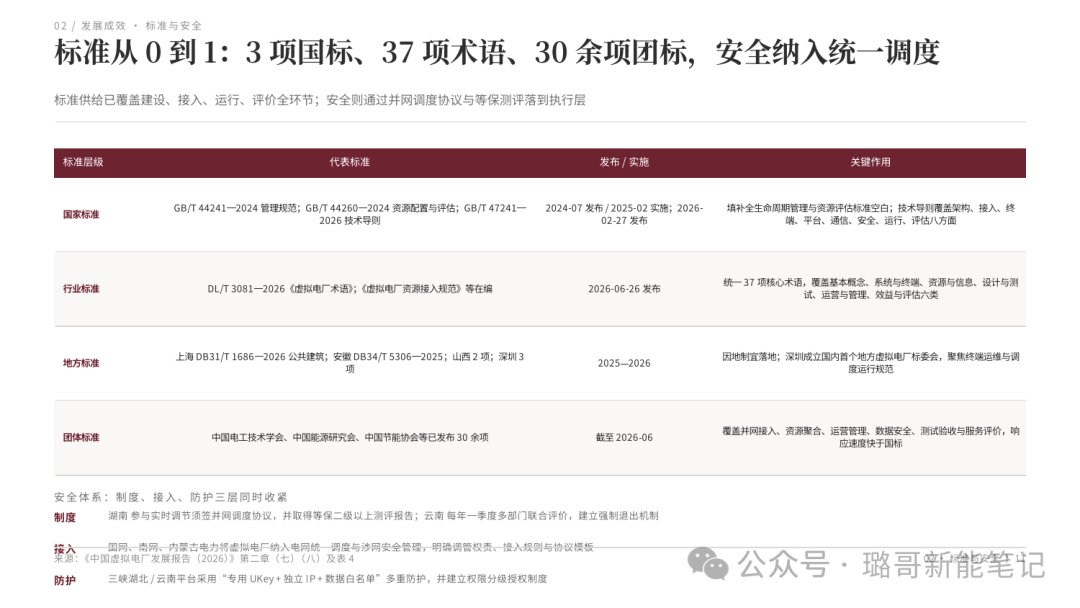 02 / 发展成效 · 标准与安全
标准从 0 到 1：3 项国标、37 项术语、30 余项团标，安全纳入统一调度
标准供给已覆盖建设、接入、运行、评价全环节；安全则通过并网调度协议与等保测评落到执行层
标准层级
代表标准
发布 / 实施
关键作用
国家标准
GB/T 44241—2024 管理规范；GB/T 44260—2024 资源配置与评估；GB/T 47241—
2026 技术导则
2024-07 发布 / 2025-02 实施；2026-
02-27 发布
填补全生命周期管理与资源评估标准空白；技术导则覆盖架构、接入、终
端、平台、通信、安全、运行、评估八方面
行业标准
DL/T 3081—2026《虚拟电厂术语》；《虚拟电厂资源接入规范》等在编
2026-06-26 发布
统一 37 项核心术语，覆盖基本概念、系统与终端、资源与信息、设计与测
试、运营与管理、效益与评估六类
地方标准
上海 DB31/T 1686—2026 公共建筑；安徽 DB34/T 5306—2025；山西 2 项；深圳 3
项
2025—2026
因地制宜落地；深圳成立国内首个地方虚拟电厂标委会，聚焦终端运维与调
度运行规范
团体标准
中国电工技术学会、中国能源研究会、中国节能协会等已发布 30 余项
截至 2026-06
覆盖并网接入、资源聚合、运营管理、数据安全、测试验收与服务评价，响
应速度快于国标
安全体系：制度、接入、防护三层同时收紧
制度
湖南 参与实时调节须签并网调度协议，并取得等保二级以上测评报告；云南 每年一季度多部门联合评价，建立强制退出机制
接入
国网、南网、内蒙古电力将虚拟电厂纳入电网统一调度与涉网安全管理，明确调管权责、接入规则与协议模板
来源：《中国虚拟电厂发展报告（2026）》第二章（七）（八）及表 4
防护
三峡湖北 / 云南平台采用“专用 UKey + 独立 IP + 数据白名单”多重防护，并建立权限分级授权制度
公众号 · 璐哥新能笔记